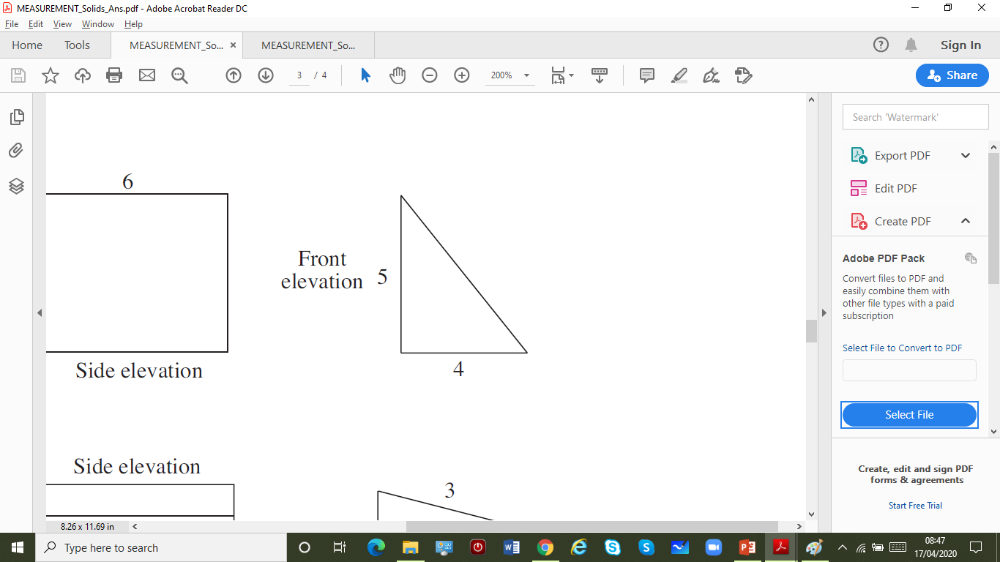 MEASUREMENT_Solids_Ans.pdf - Adobe Acrobat Reader DC
File Edit View Window Help
Home Tools MEASUREMENT_So... × MEASUREMENT_So... Sign In
3 / 4 200% Share
6
Front
elevation 5
4
Side elevation
Side elevation
3
8.26 x 11.69 in
Search 'Watermark'
Export PDF
Edit PDF
Create PDF
Adobe PDF Pack
Convert files to PDF and
easily combine them with
other file types with a paid
subscription
Select File to Convert to PDF
Select File
Create, edit and sign PDF
forms & agreements
Start Free Trial
Type here to search
08:47
17/04/2020